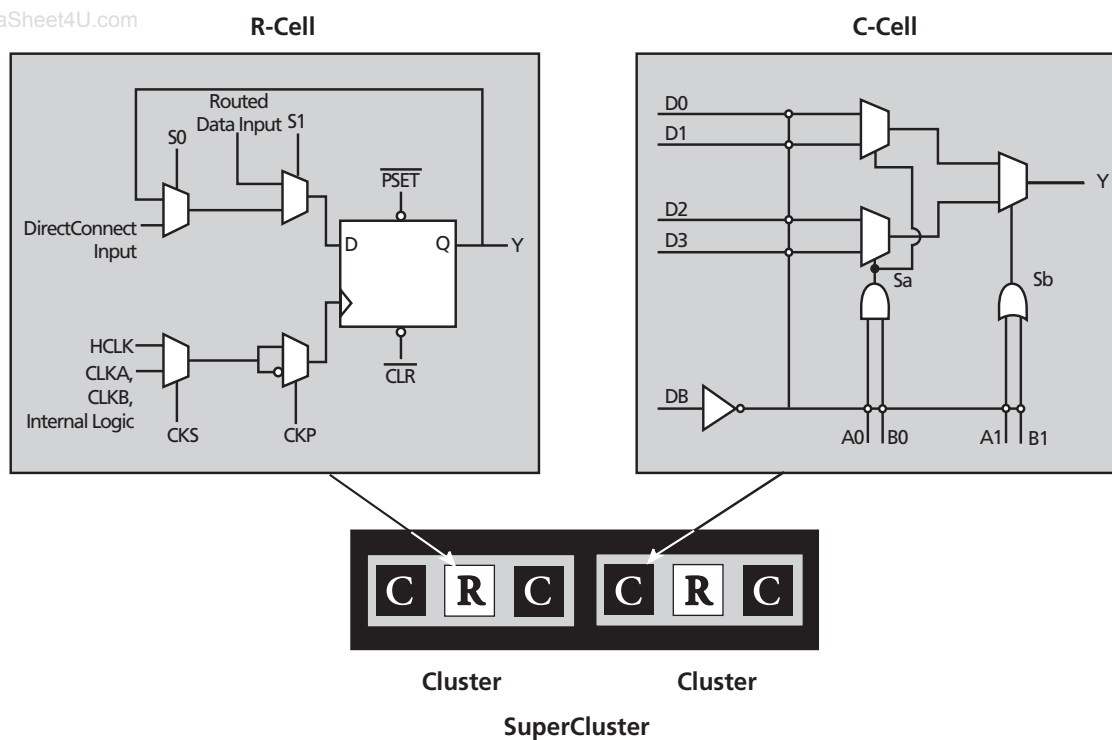 aSheet4U.com
R-Cell
Routed
Data Input
S1
S0
DirectConnect
Input
PSET
D
Q
Y
CLR
HCLK
CLKA,
CLKB,
Internal Logic
CKS
CKP
C-Cell
D0
D1
D2
D3
Sa
Sb
Y
DB
A0
B0
A1
B1
C R C
C R C
Cluster
Cluster
SuperCluster